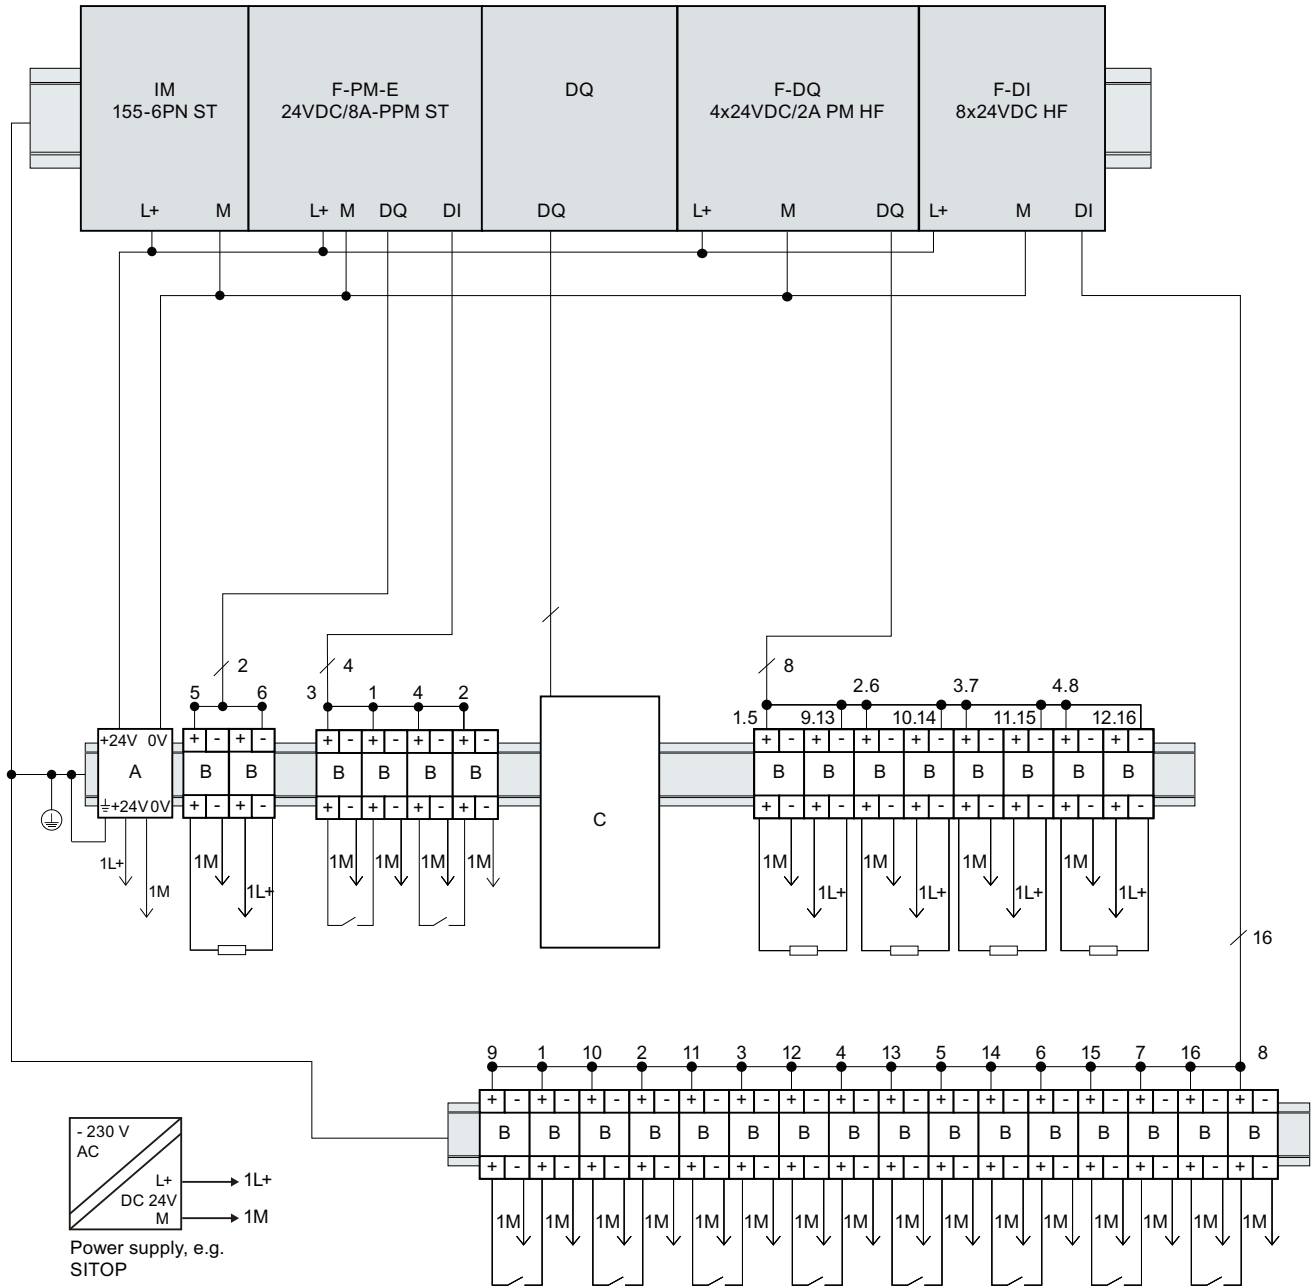 IM
155-6PN ST
F-PM-E
24VDC/8A-PPM ST
DQ
F-DQ
4x24VDC/2A PM HF
F-DI
8x24VDC HF
L+ M L+ M DQ DI DQ L+ M DQ L+ M DI
2 4 8
5 6 3 1 4 2
2.6 3.7 4.8
1.5 9.13 10.14 11.15 12.16
+24V 0V + - + - + - + - + - + - + - + - + - + - + - + - + - + -
A B B B B B B C B B B B B B B B
+24V 0V + - + - + - + - + - + - + - + - + - + - + - + - + - + -
1L+ 1M 1M 1L+ 1M 1M 1M 1M 1M 1L+ 1M 1L+ 1M 1L+ 1M 1L+
16
9 1 10 2 11 3 12 4 13 5 14 6 15 7 16 8
+ - + - + - + - + - + - + - + - + - + - + - + - + - + - + - + -
B B B B B B B B B B B B B B B B
+ - + - + - + - + - + - + - + - + - + - + - + - + - + - + - + -
1M 1M 1M 1M 1M 1M 1M 1M 1M 1M 1M 1M 1M 1M 1M 1M
- 230 V
AC
L+ 1L+
DC 24V
M 1M
Power supply, e.g.
SITOP